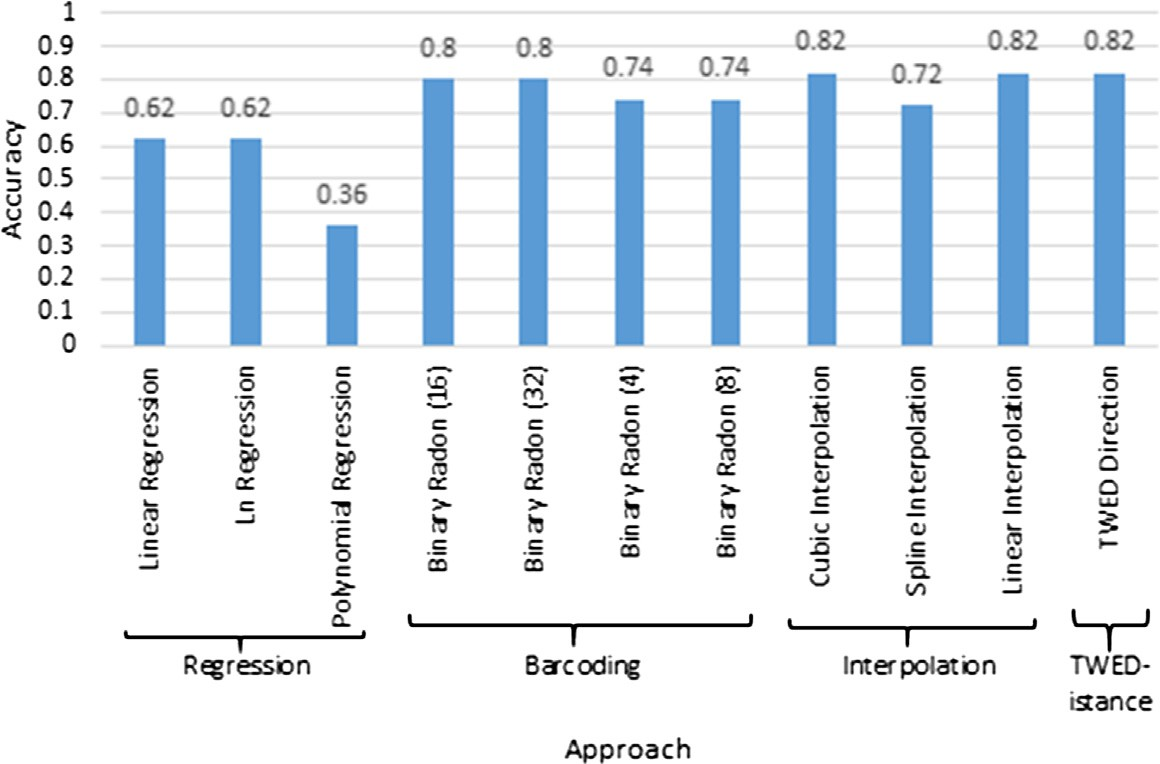 1
0.9
0.8
0.7
0.6
0.5
0.4
0.3
0.2
0.1
0
Accuracy
0.62
0.62
0.36
0.8
0.8
0.74
0.74
0.82
0.72
0.82
0.82
Linear Regression
Ln Regression
Polynomial Regression
Binary Radon (16)
Binary Radon (32)
Binary Radon (4)
Binary Radon (8)
Cubic Interpolation
Spline Interpolation
Linear Interpolation
TWED Direction
Regression
Barcoding
Interpolation
TWED-
istance
Approach